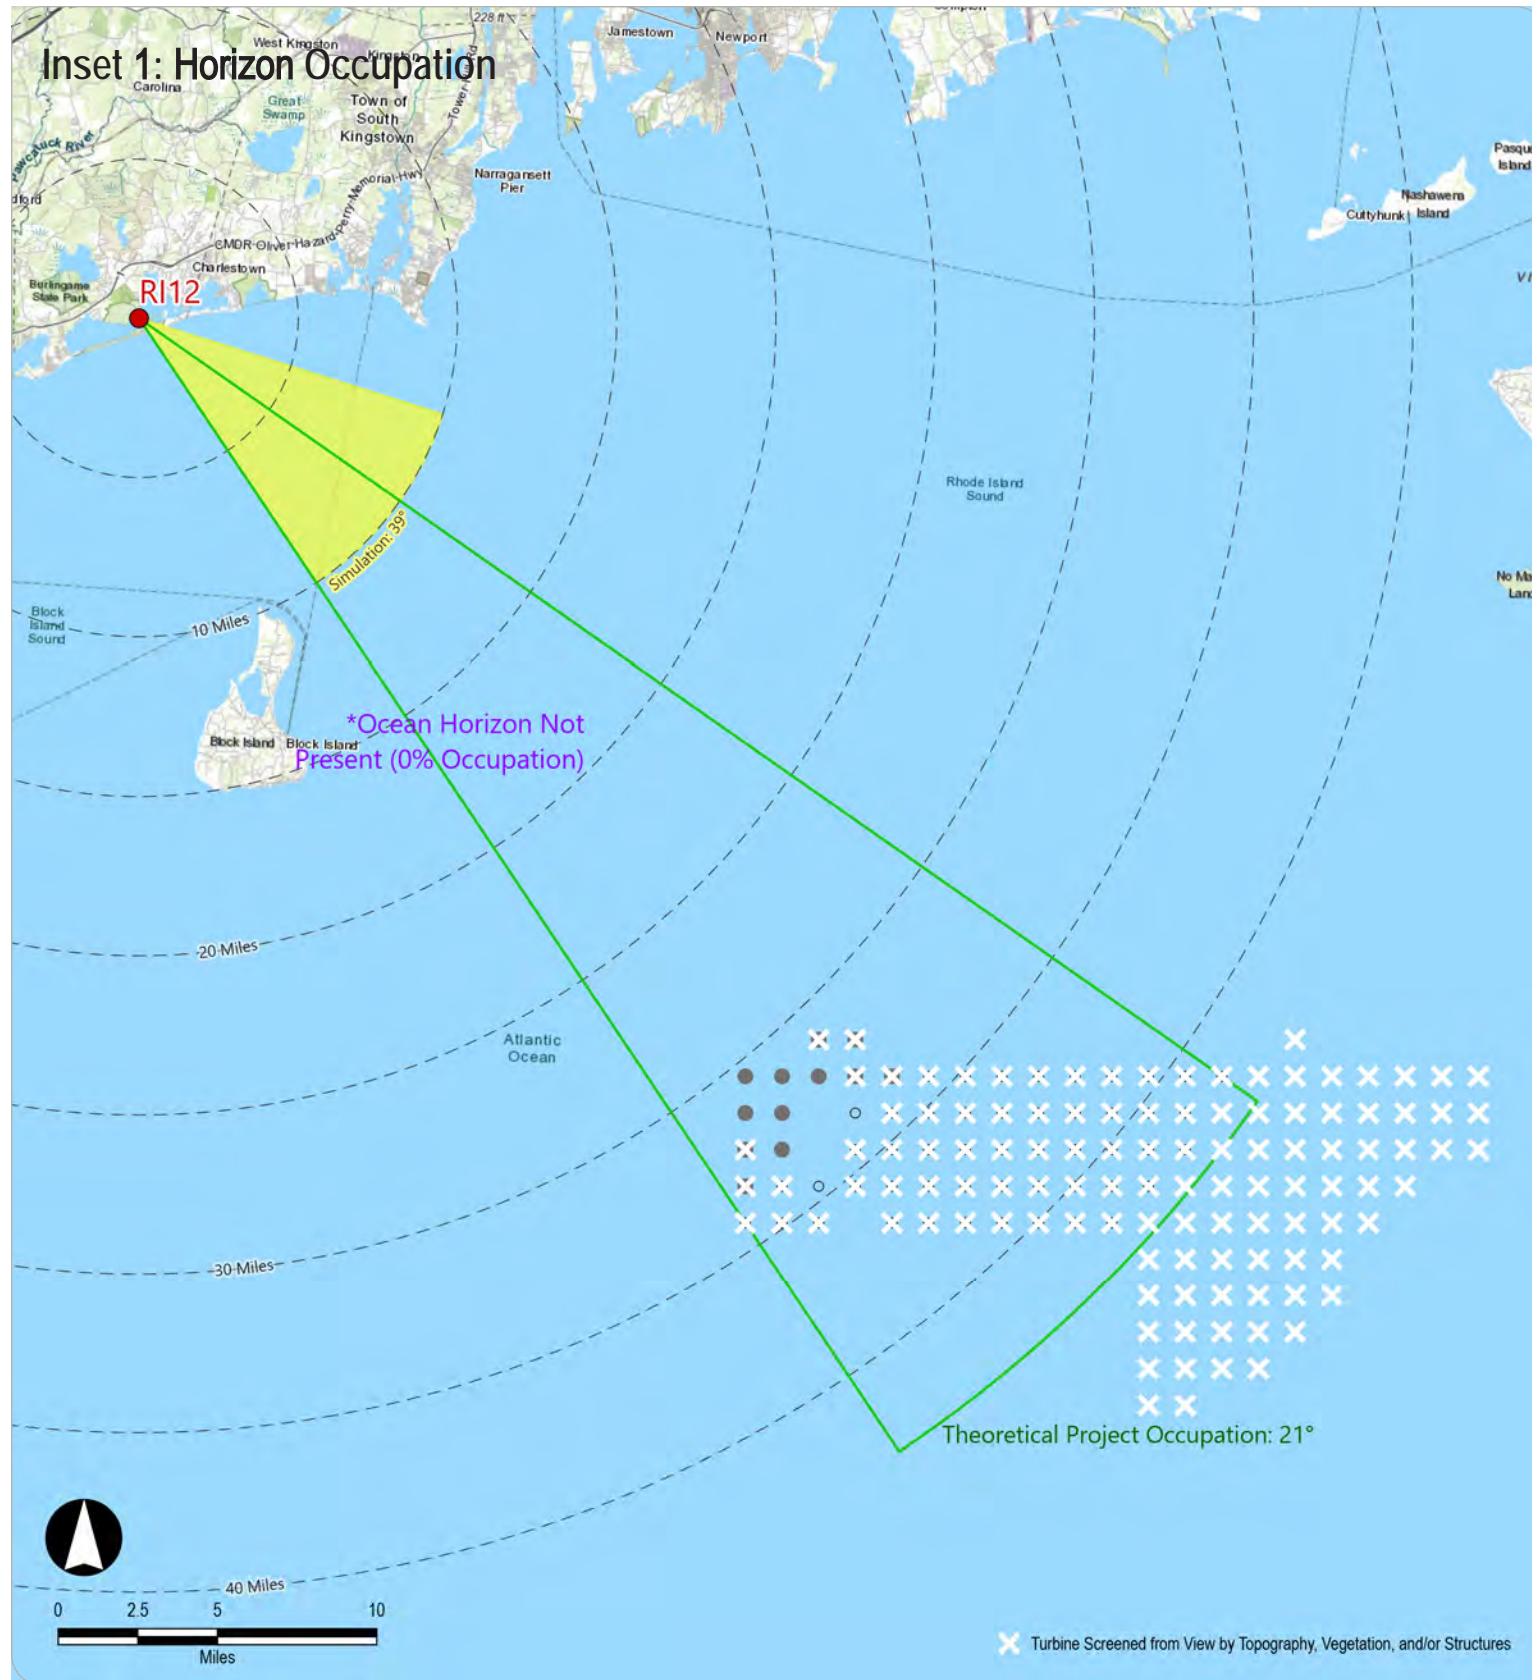 228 ft
Jamestown
Newport
West Kingston
Kingston
Inset 1: Horizon Occupation
Carolina
Great
Swamp
Town of
South
Kingstown
Tower Hill Rd
Pawcatuck River
Narragansett
Pier
Memorial-Hwy
CMDR-Oliver-Hazard-Perry-
Charlestown
Burlingame
State Park
RI12
Nashawena
Island
Cuttyhunk
Rhode Island
Sound
Simulation: 39°
Block
Island
Sound
10 Miles
*Ocean Horizon Not
Present (0% Occupation)
Block Island
Block Island
20 Miles
Atlantic
Ocean
30 Miles
Theoretical Project Occupation: 21°
40 Miles
0 2.5 5 10
Miles
Turbine Screened from View by Topography, Vegetation, and/or Structures